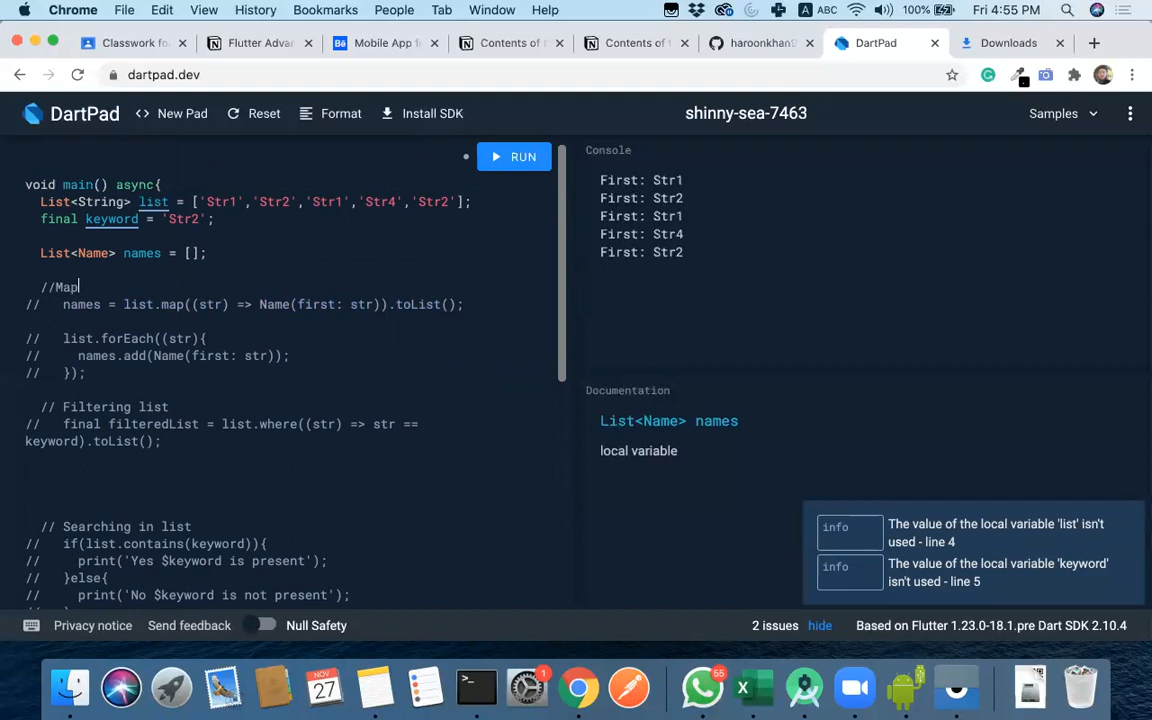 Chrome File Edit View History Bookmarks People Tab Window Help A ABC 100% Fri 4:55 PM
Classwork fo Flutter Advan Bē Mobile App f Contents of t Contents of t haroonkhan9 DartPad Downloads
dartpad.dev
DartPad <> New Pad Reset Format Install SDK shinny-sea-7463 Samples
RUN
void main() async{
List<String> list = ['Str1','Str2','Str1','Str4','Str2'];
final keyword = 'Str2';
List<Name> names = [];
//Map
// names = list.map((str) => Name(first: str)).toList();
// list.forEach((str){
// names.add(Name(first: str));
// });
// Filtering list
// final filteredList = list.where((str) => str ==
keyword).toList();
// Searching in list
// if(list.contains(keyword)){
// print('Yes $keyword is present');
// }else{
// print('No $keyword is not present');
Console
First: Str1
First: Str2
First: Str1
First: Str4
First: Str2
Documentation
List<Name> names
local variable
info The value of the local variable 'list' isn't
used - line 4
info The value of the local variable 'keyword'
isn't used - line 5
Privacy notice Send feedback Null Safety 2 issues hide Based on Flutter 1.23.0-18.1.pre Dart SDK 2.10.4
NOV
27
1
55